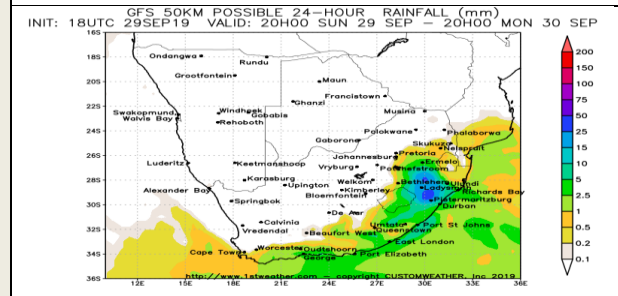 GFS 50KM POSSIBLE 24-HOUR RAINFALL (mm)
INIT: 18UTC 29SEP19 VALID: 20H00 SUN 29 SEP – 20H00 MON 30 SEP
16S
18S
20S
22S
24S
26S
28S
30S
32S
34S
36S
Ondangwa
Rundu
Grootfontein
Maun
Francistown
Ghanzi
Swakopmund
Walvis Bay
Windhoek
Gobabis
Rehoboth
Musina
Polokwane
Phalaborwa
Gaborone
Skukuza
Pretoria
Nelspruit
Johannesburg
Ermelo
Luderitz
Keetmanshoop
Vryburg
Potchefstroom
Karasburg
Upington
Welkom
Bethlehem
Ulundi
Alexander Bay
Kimberley
Ladysmith
Richards Bay
Springbok
Bloemfontein
Pietermaritzburg
Durban
De Aar
Calvinia
Umtata
Port St Johns
Vredendal
Beaufort West
Queenstown
East London
Cape Town
Worcester
Oudtshoorn
George
Port Elizabeth
http://www.1stweather.com – copyright CUSTOMWEATHER, Inc 2019
12E 15E 18E 21E 24E 27E 30E 33E 36E
200
150
100
75
50
25
15
10
5
2.5
1
0.5
0.2
0.1